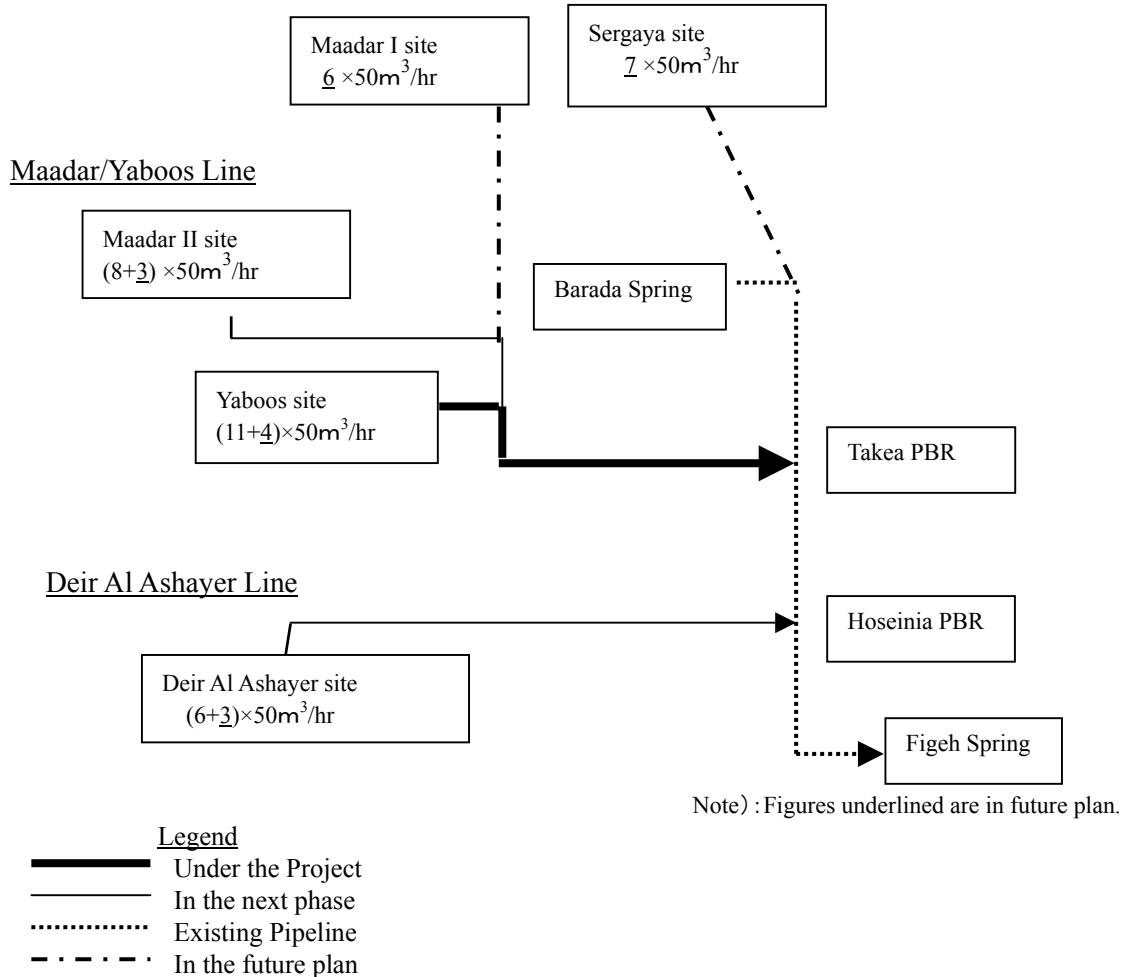 Maadar I site
6 ×50m³/hr
Sergaya site
7 ×50m³/hr
Maadar/Yaboos Line
Maadar II site
(8+3) ×50m³/hr
Barada Spring
Yaboos site
(11+4)×50m³/hr
Takea PBR
Deir Al Ashayer Line
Hoseinia PBR
Deir Al Ashayer site
(6+3)×50m³/hr
Figeh Spring
Note）：Figures underlined are in future plan.
Legend
Under the Project
In the next phase
Existing Pipeline
In the future plan